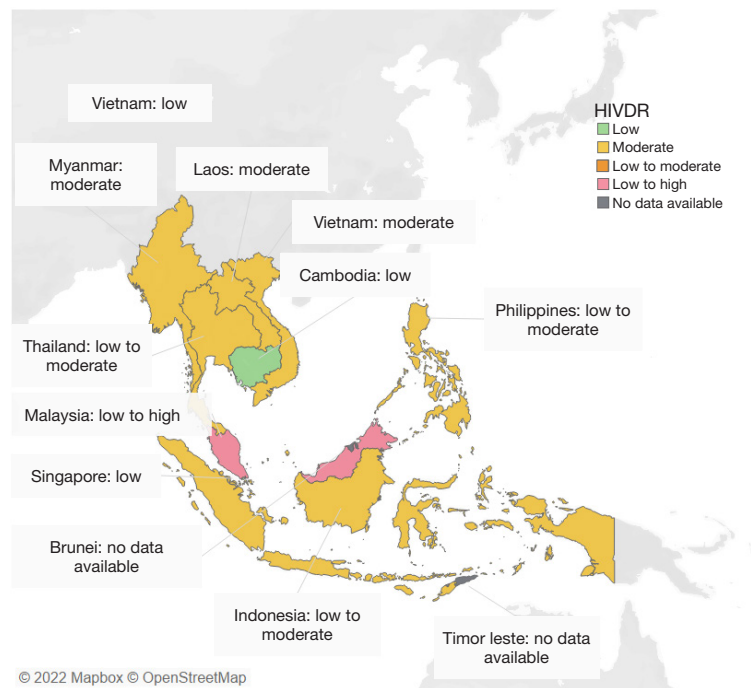 Vietnam: low
HIVDR
Low
Moderate
Low to moderate
Low to high
No data available
Myanmar:
moderate
Laos: moderate
Vietnam: moderate
Cambodia: low
Philippines: low to
moderate
Thailand: low to
moderate
Malaysia: low to high
Singapore: low
Brunei: no data
available
Indonesia: low to
moderate
Timor leste: no data
available
© 2022 Mapbox © OpenStreetMap